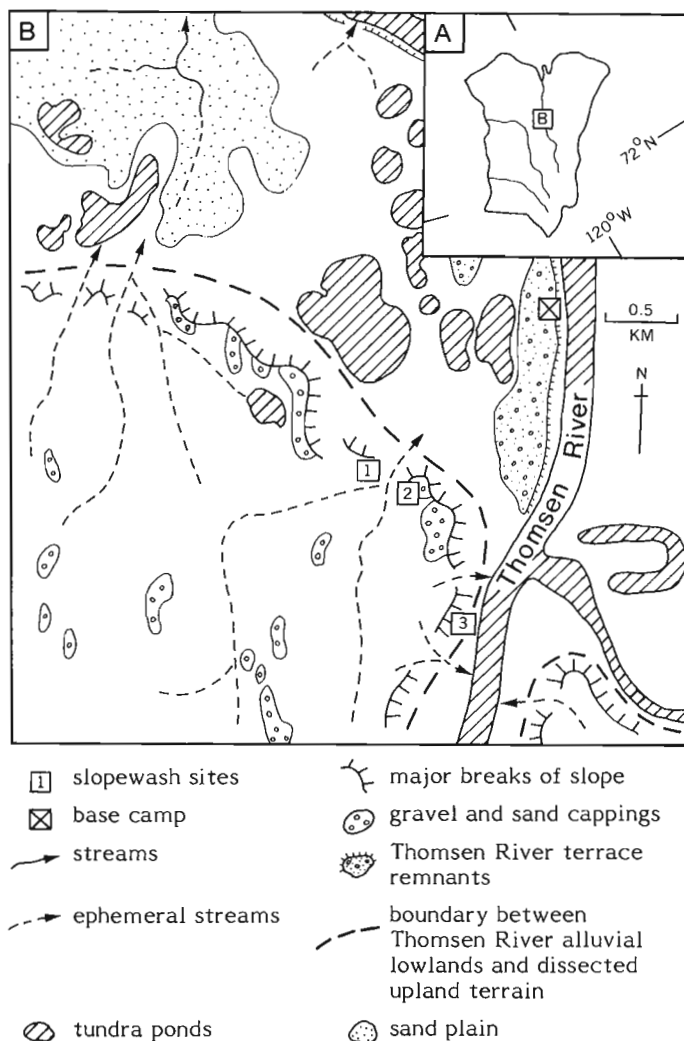 B
A
B
72°N
120°W
0.5
KM
N
Thomsen River
1
2
3
1 slopewash sites
base camp
streams
ephemeral streams
tundra ponds
major breaks of slope
gravel and sand cappings
Thomsen River terrace
remnants
boundary between
Thomsen River alluvial
lowlands and dissected
upland terrain
sand plain